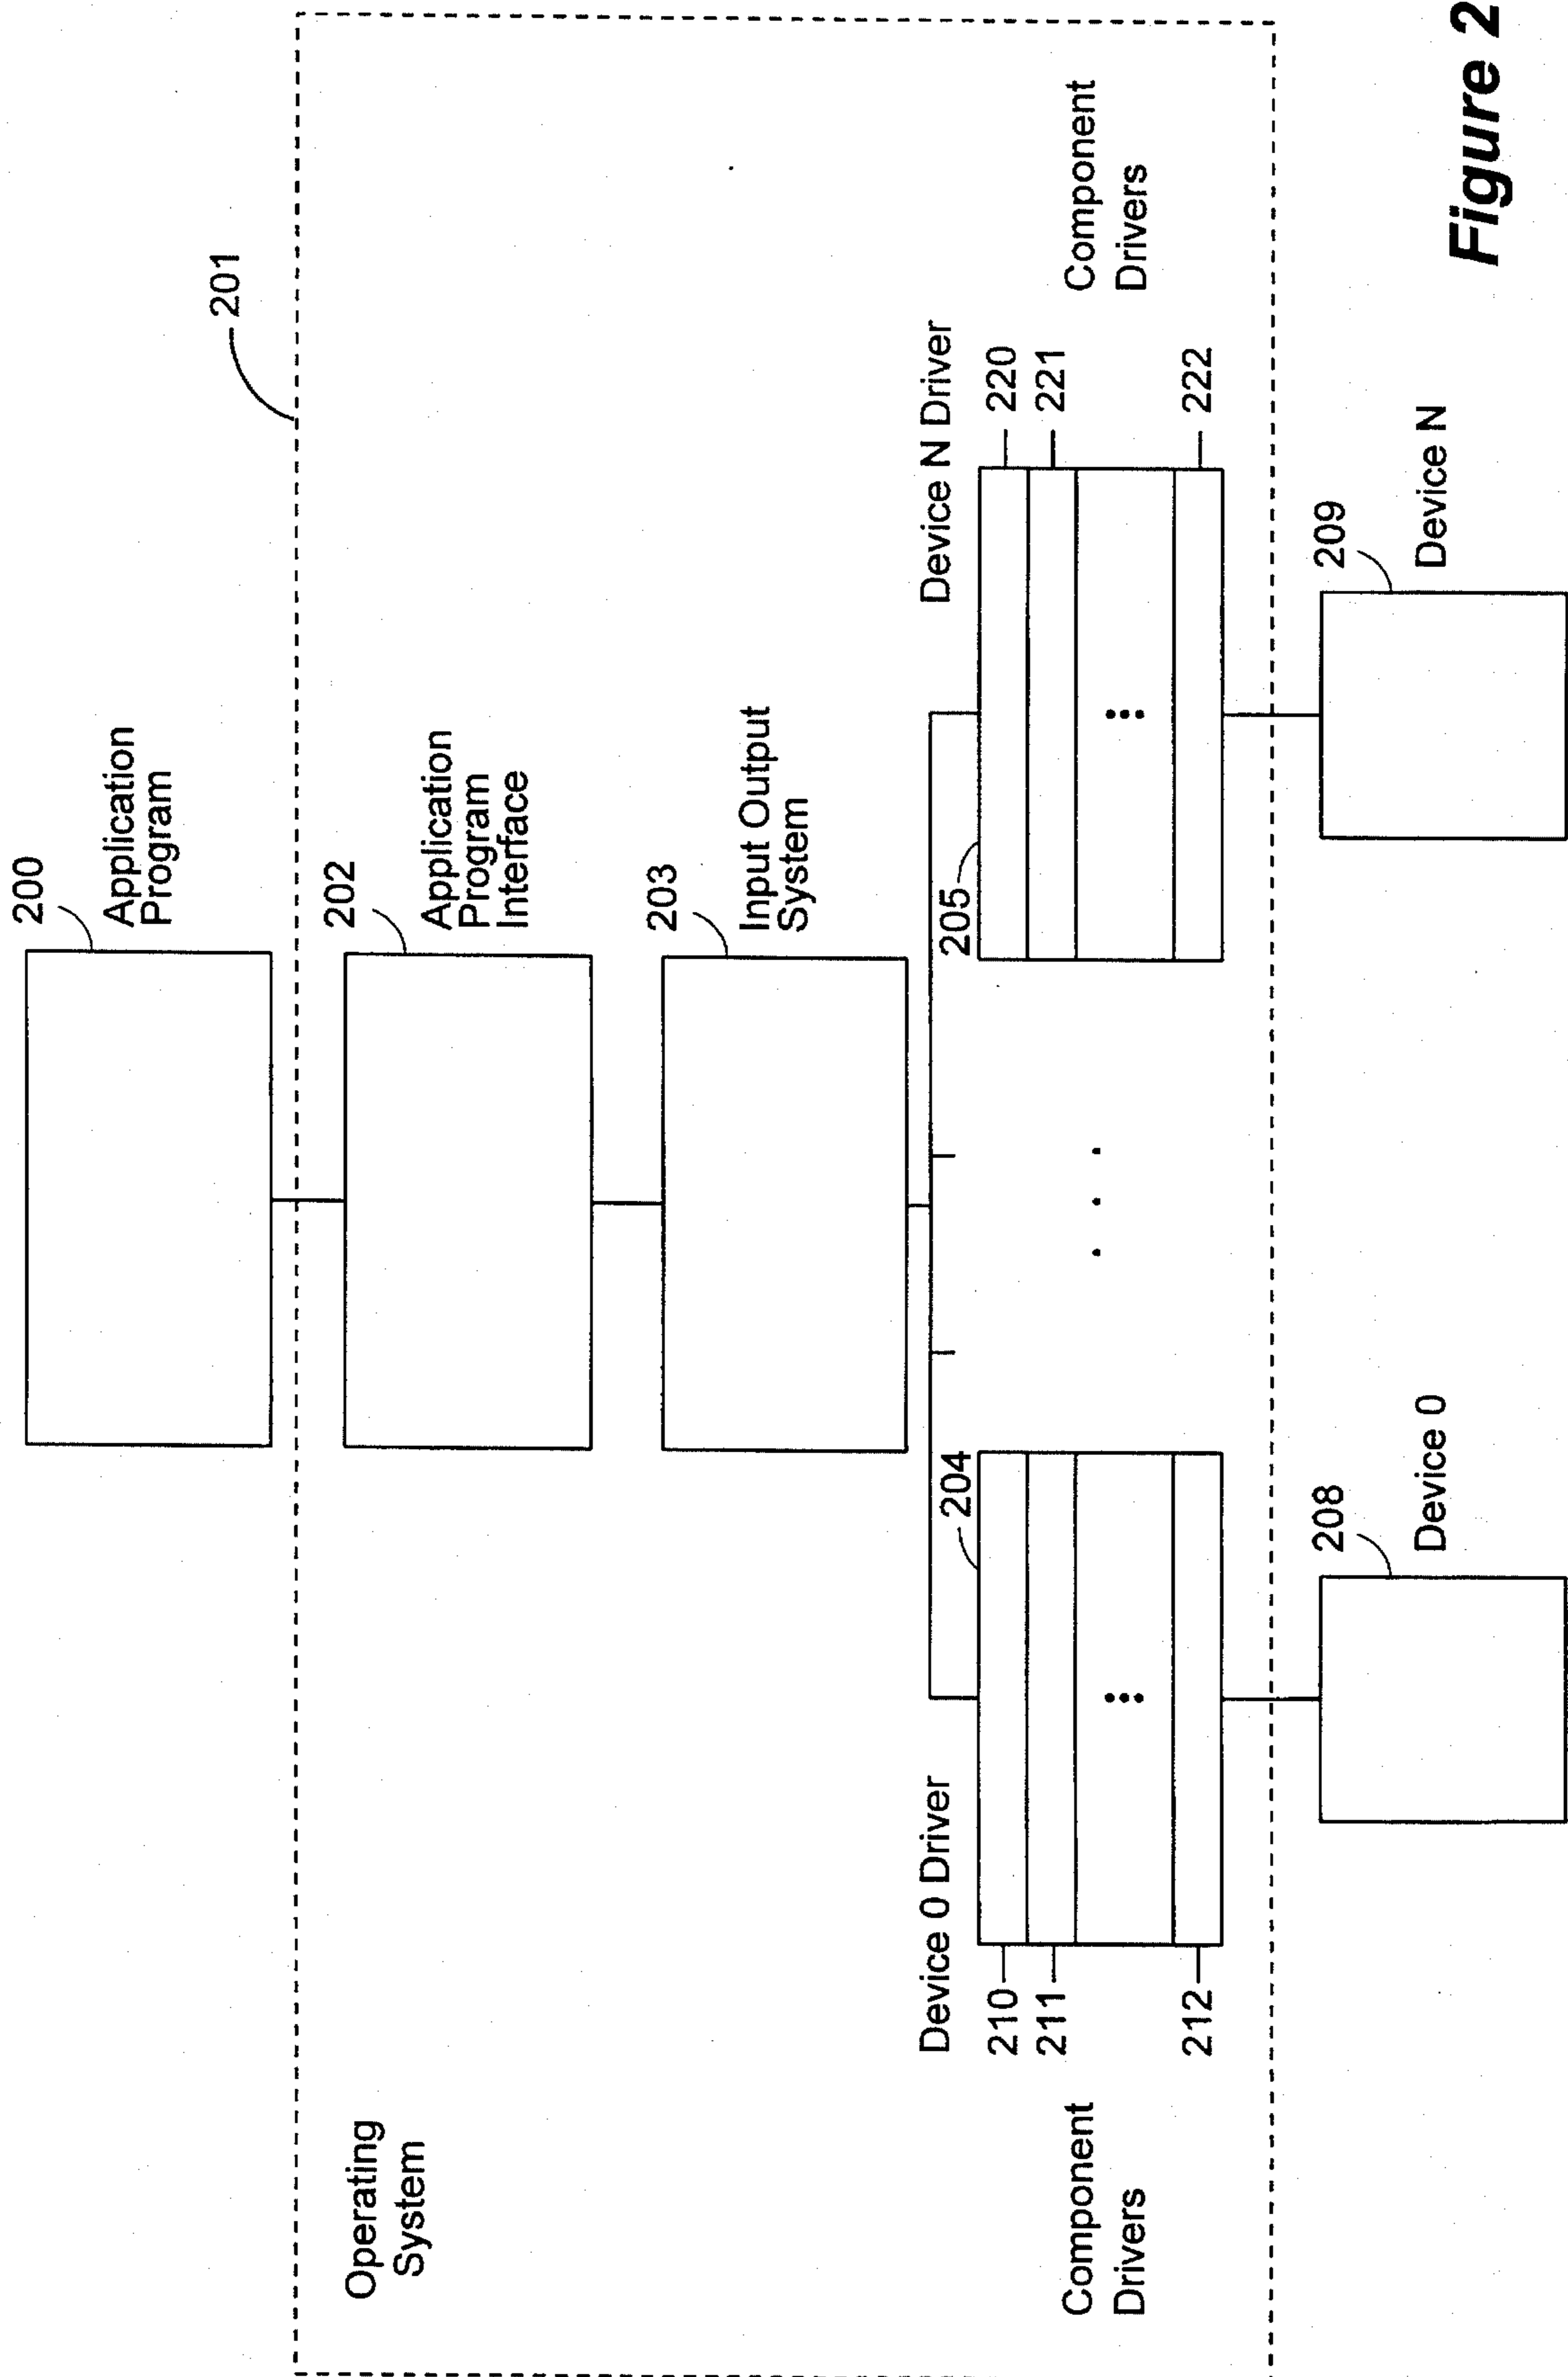 200
Application
Program
201
202
Application
Program
Interface
203
Input Output
System
Operating
System
Device 0 Driver
204
205
Device N Driver
210
211
212
Component
Drivers
220
221
222
Component
Drivers
208
Device 0
209
Device N
Figure 2